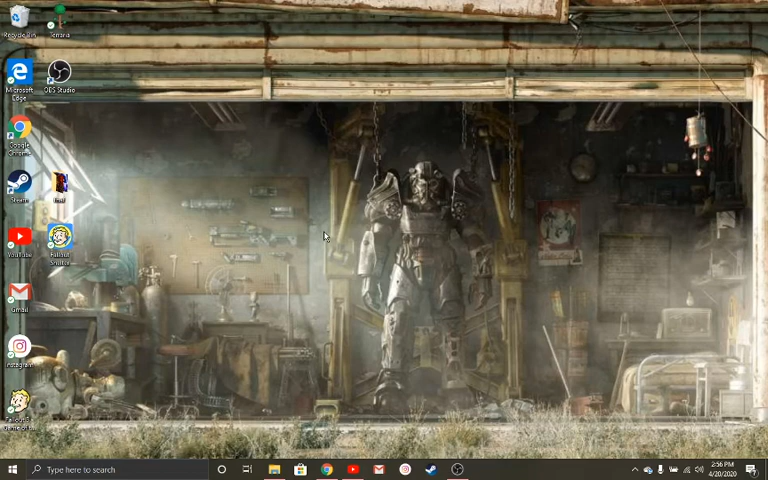 Recycle Bin
Terraria
Microsoft
Edge
OBS Studio
Google
Chrome
Steam
YouTube
Fallout
Shelter
Gmail
Instagram
Type here to search
2:56 PM
4/20/2020